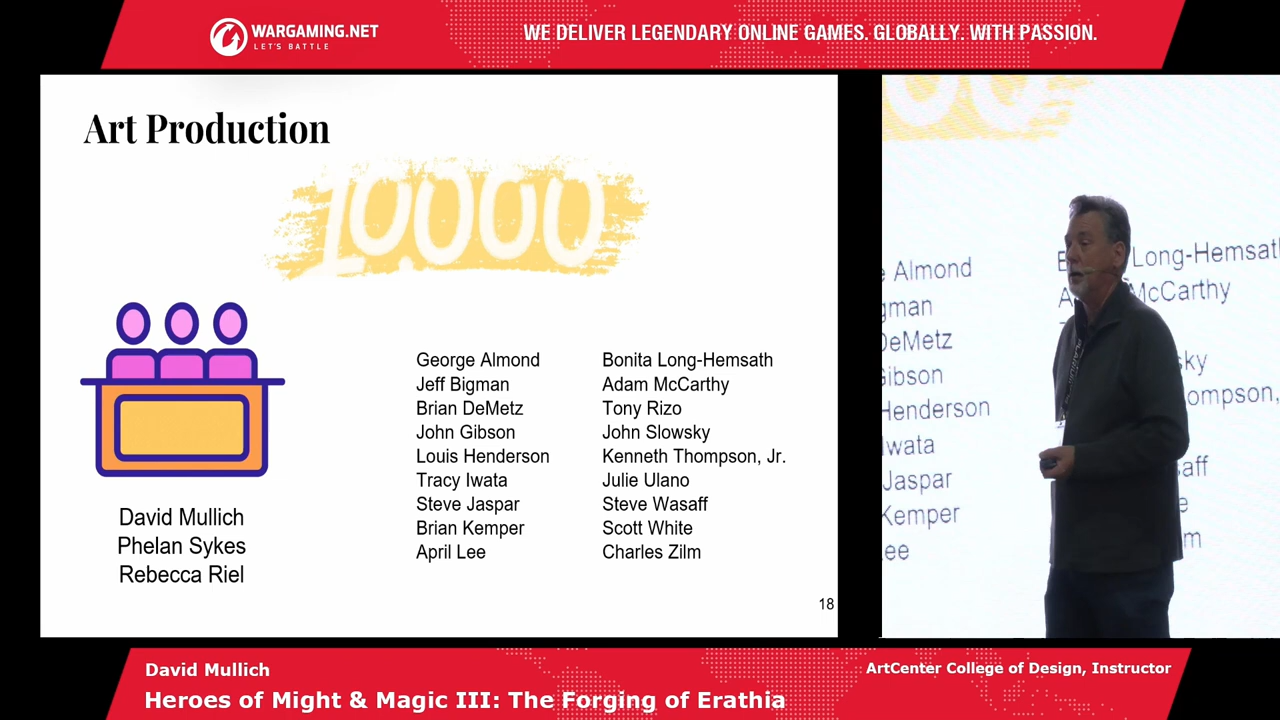 WARGAMING.NET
LET'S BATTLE
WE DELIVER LEGENDARY ONLINE GAMES. GLOBALLY. WITH PASSION.
Art Production
10,000
George Almond
Jeff Bigman
Brian DeMetz
John Gibson
Louis Henderson
Tracy Iwata
Steve Jaspar
Brian Kemper
April Lee
Bonita Long-Hemsath
Adam McCarthy
Tony Rizo
John Slowsky
Kenneth Thompson, Jr.
Julie Ulano
Steve Wasaff
Scott White
Charles Zilm
David Mullich
Phelan Sykes
Rebecca Riel
18
Almond
DeMetz
Gibson
Henderson
Iwata
Jaspar
Kemper
Long-Hemsath
McCarthy
David Mullich
Heroes of Might & Magic III: The Forging of Erathia
ArtCenter College of Design, Instructor